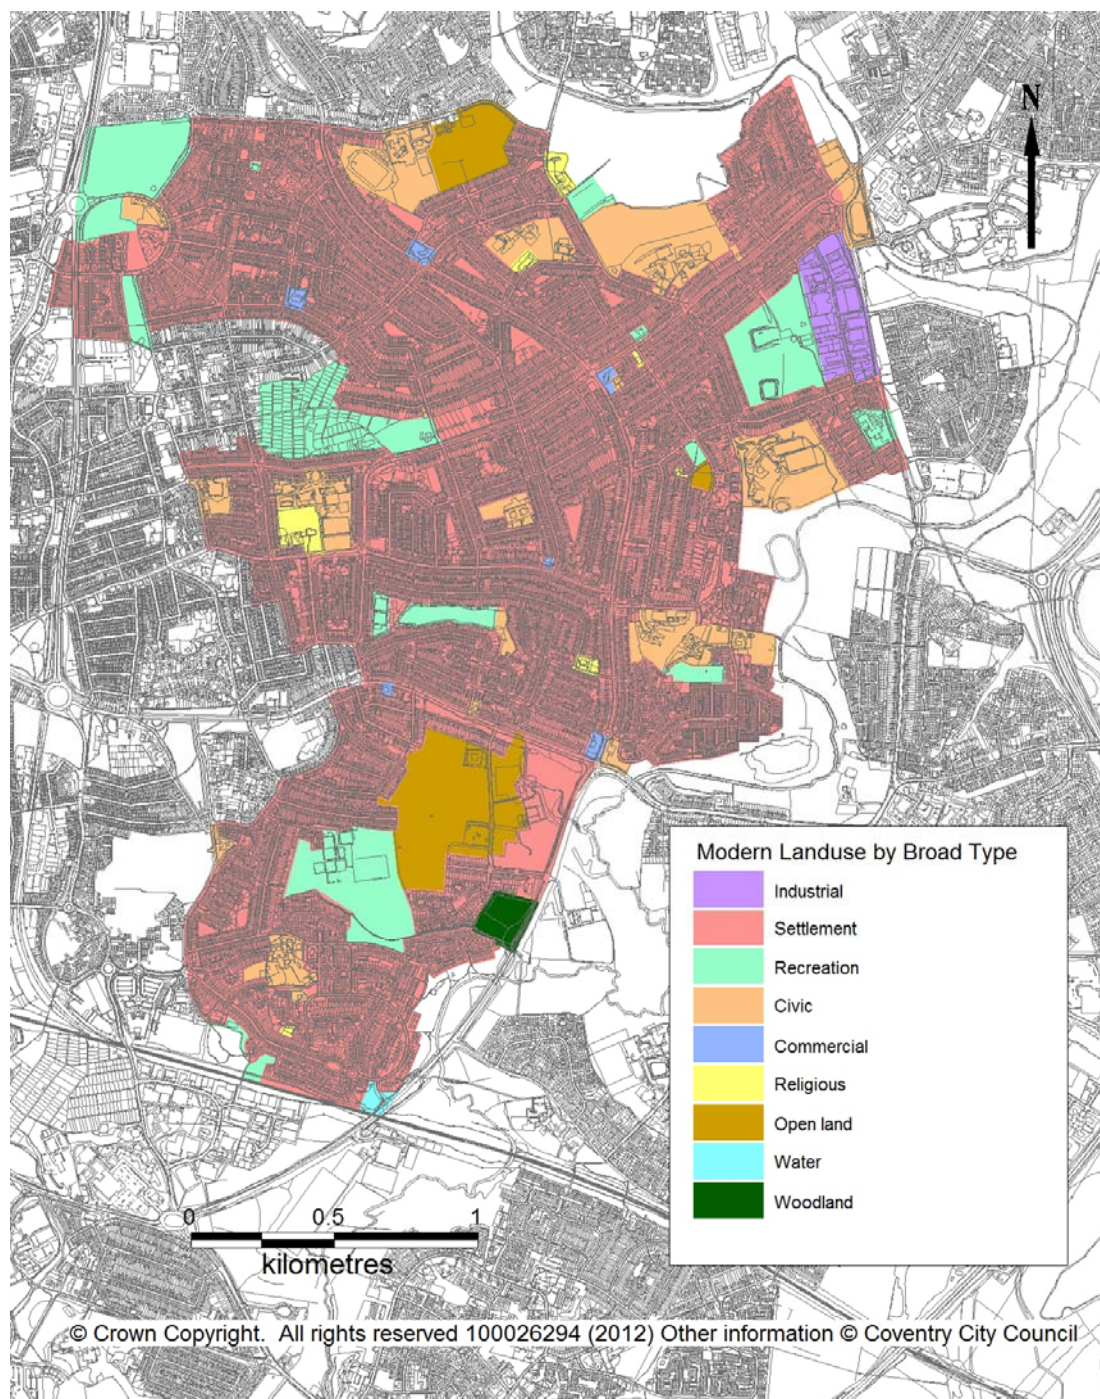 N
Modern Landuse by Broad Type
Industrial
Settlement
Recreation
Civic
Commercial
Religious
Open land
Water
Woodland
0 0.5 1
kilometres
© Crown Copyright. All rights reserved 100026294 (2012) Other information © Coventry City Council